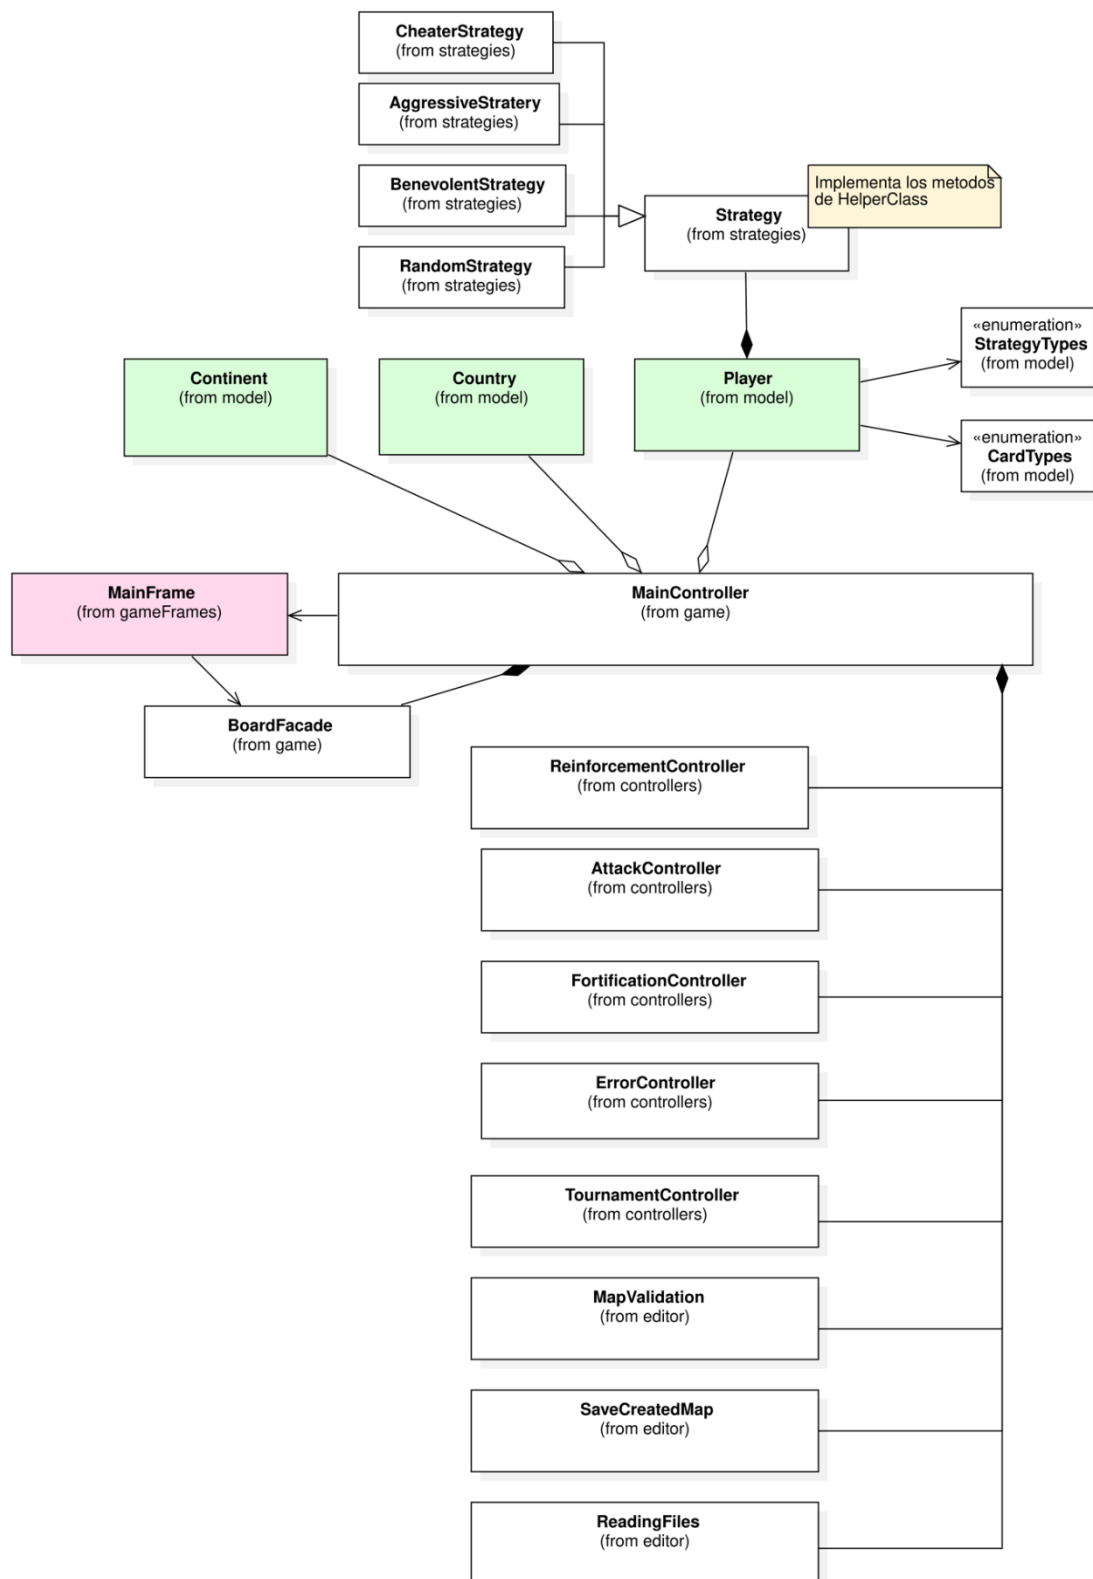 CheaterStrategy
(from strategies)
AggressiveStratery
(from strategies)
BenevolentStrategy
(from strategies)
RandomStrategy
(from strategies)
Strategy
(from strategies)
Implementa los metodos
de HelperClass
«enumeration»
StrategyTypes
(from model)
Continent
(from model)
Country
(from model)
Player
(from model)
«enumeration»
CardTypes
(from model)
MainFrame
(from gameFrames)
MainController
(from game)
BoardFacade
(from game)
ReinforcementController
(from controllers)
AttackController
(from controllers)
FortificationController
(from controllers)
ErrorController
(from controllers)
TournamentController
(from controllers)
MapValidation
(from editor)
SaveCreatedMap
(from editor)
ReadingFiles
(from editor)